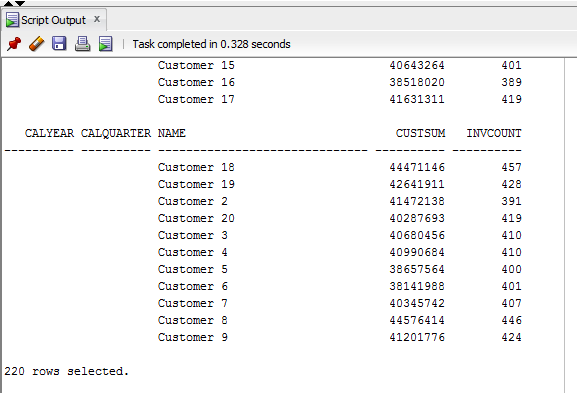 Script Output x
Task completed in 0.328 seconds
Customer 15 40643264 401
Customer 16 38518020 389
Customer 17 41631311 419
CALYEAR CALQUARTER NAME CUSTSUM INVCOUNT
---------- ---------- ------------------------------ ---------- ----------
Customer 18 44471146 457
Customer 19 42641911 428
Customer 2 41472138 391
Customer 20 40287693 419
Customer 3 40680456 410
Customer 4 40990684 410
Customer 5 38657564 400
Customer 6 38141988 401
Customer 7 40345742 407
Customer 8 44576414 446
Customer 9 41201776 424
220 rows selected.